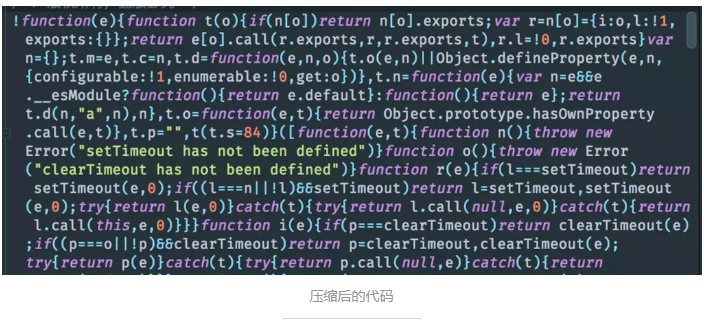 !function(e){function t(o){if(n[o])return n[o].exports;var r=n[o]={i:o,l:!1,
exports:{}};return e[o].call(r.exports,r,r.exports,t),r.l=!0,r.exports}var
n={};t.m=e,t.c=n,t.d=function(e,n,o){t.o(e,n)||Object.defineProperty(e,n,
{configurable:!1,enumerable:!0,get:o})},t.n=function(e){var n=e&&e
.__esModule?function(){return e.default}:function(){return e};return
t.d(n,"a",n),n},t.o=function(e,t){return Object.prototype.hasOwnProperty
.call(e,t)},t.p="",t(t.s=84)}([function(e,t){function n(){throw new
Error("setTimeout has not been defined")}function o(){throw new Error
("clearTimeout has not been defined")}function r(e){if(l===setTimeout)return
setTimeout(e,0);if((l===n||!l)&&setTimeout)return l=setTimeout,setTimeout
(e,0);try{return l(e,0)}catch(t){try{return l.call(null,e,0)}catch(t){return
l.call(this,e,0)}}}function i(e){if(p===clearTimeout)return clearTimeout(e)
;if((p===o||!p)&&clearTimeout)return p=clearTimeout,clearTimeout(e);
try{return p(e)}catch(t){try{return p.call(null,e)}catch(t){return
压缩后的代码